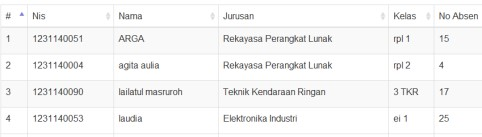 # Nis Nama Jurusan Kelas No Absen
1 1231140051 ARGA Rekayasa Perangkat Lunak rpl 1 15
2 1231140004 agita aulia Rekayasa Perangkat Lunak rpl 2 4
3 1231140090 lailatul masruroh Teknik Kendaraan Ringan 3 TKR 17
4 1231140053 laudia Elektronika Industri ei 1 25